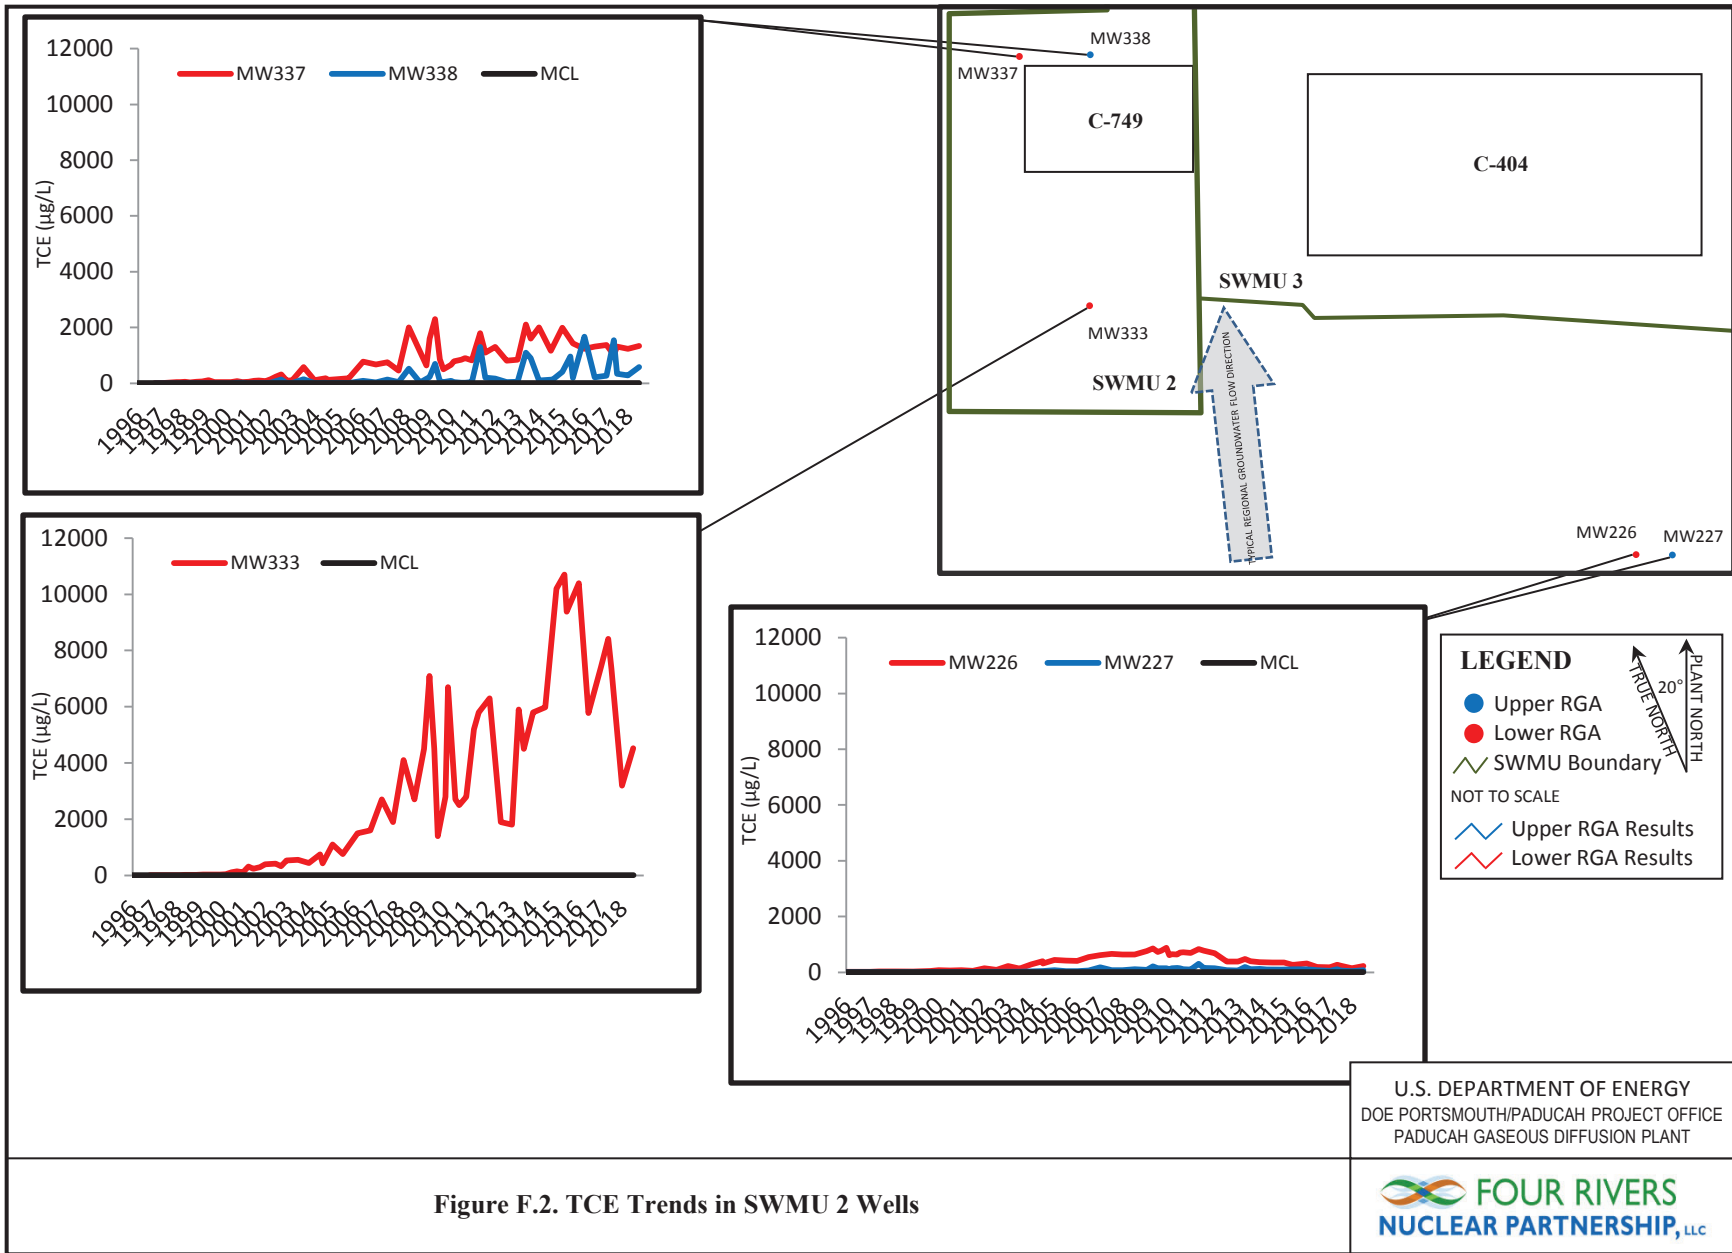 12000
10000
8000
6000
4000
2000
0
TCE (µg/L)
MW337 MW338 MCL
1996 1997 1998 1999 2000 2001 2002 2003 2004 2005 2006 2007 2008 2009 2010 2011 2012 2013 2014 2015 2016 2017 2018
MW338
MW337
C-749
C-404
SWMU 3
MW333
SWMU 2
TYPICAL REGIONAL GROUNDWATER FLOW DIRECTION
MW226
MW227
12000
10000
8000
6000
4000
2000
0
TCE (µg/L)
MW333 MCL
1996 1997 1998 1999 2000 2001 2002 2003 2004 2005 2006 2007 2008 2009 2010 2011 2012 2013 2014 2015 2016 2017 2018
12000
10000
8000
6000
4000
2000
0
TCE (µg/L)
MW226 MW227 MCL
1996 1997 1998 1999 2000 2001 2002 2003 2004 2005 2006 2007 2008 2009 2010 2011 2012 2013 2014 2015 2016 2017 2018
LEGEND
Upper RGA
Lower RGA
SWMU Boundary
NOT TO SCALE
Upper RGA Results
Lower RGA Results
TRUE NORTH
20°
PLANT NORTH
U.S. DEPARTMENT OF ENERGY
DOE PORTSMOUTH/PADUCAH PROJECT OFFICE
PADUCAH GASEOUS DIFFUSION PLANT
Figure F.2. TCE Trends in SWMU 2 Wells
FOUR RIVERS
NUCLEAR PARTNERSHIP, LLC